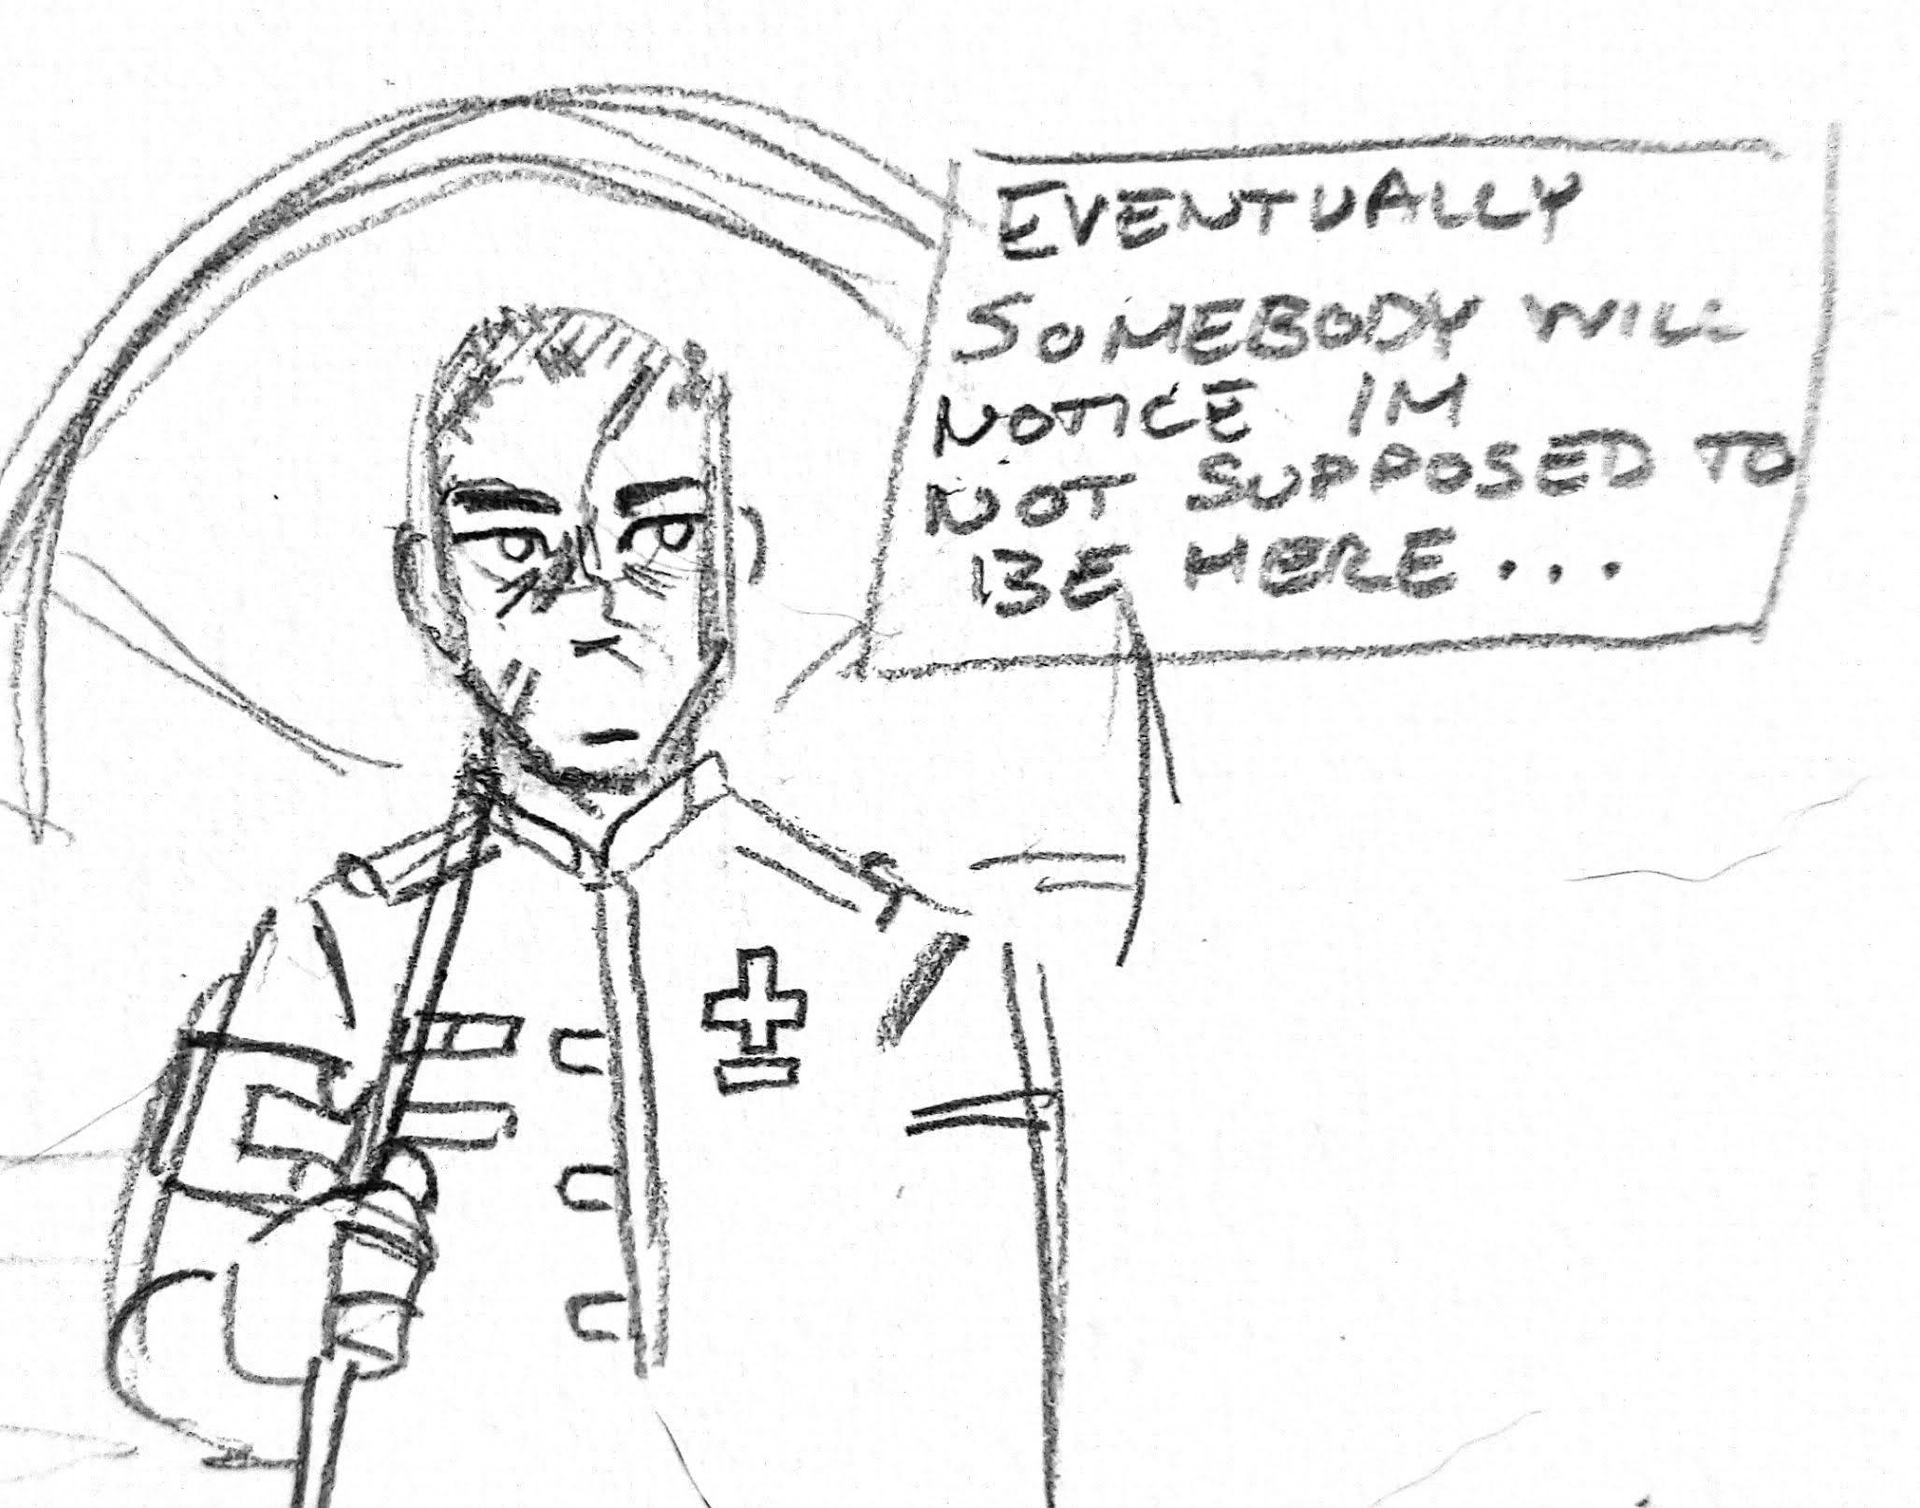 EVENTUALLY
SOMEBODY WILL
NOTICE IM
NOT SUPPOSED TO
BE HERE...